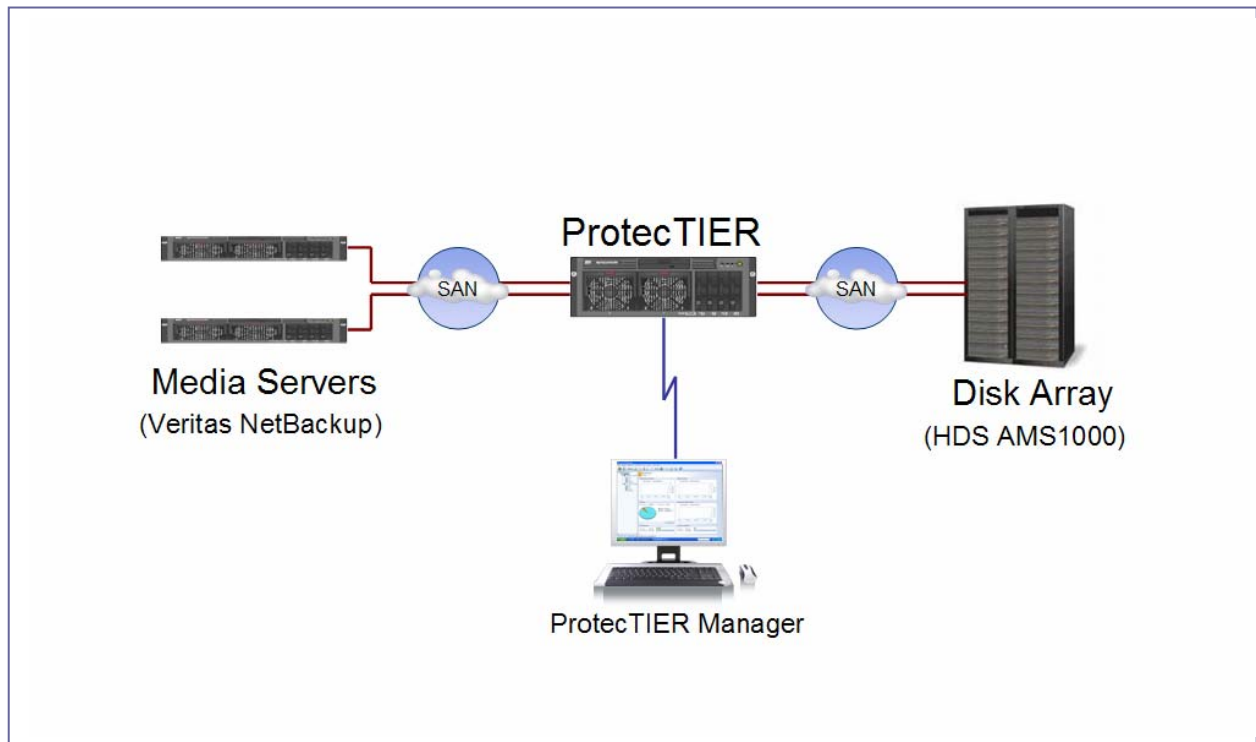 ProtecTIER
SAN
SAN
Media Servers
(Veritas NetBackup)
Disk Array
(HDS AMS1000)
ProtecTIER Manager